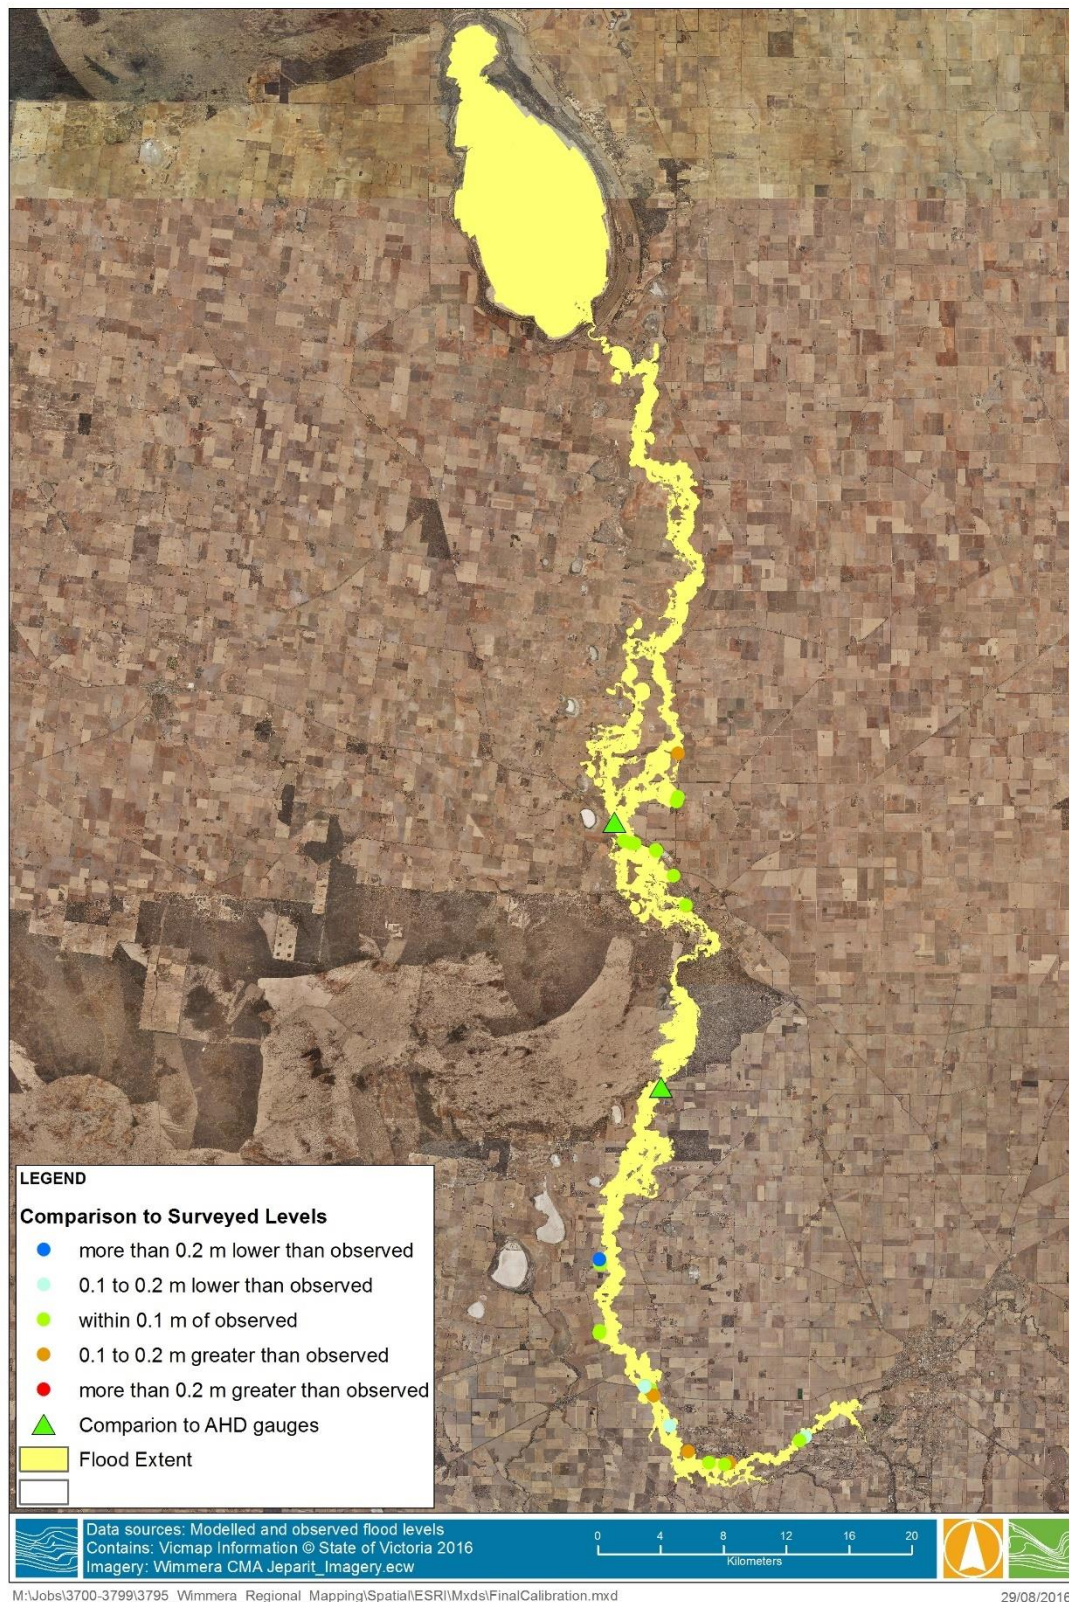 LEGEND
Comparison to Surveyed Levels
more than 0.2 m lower than observed
0.1 to 0.2 m lower than observed
within 0.1 m of observed
0.1 to 0.2 m greater than observed
more than 0.2 m greater than observed
Comparion to AHD gauges
Flood Extent
Data sources: Modelled and observed flood levels
Contains: Vicmap Information © State of Victoria 2016
Imagery: Wimmera CMA Jeparit_Imagery.ecw
0 4 8 12 16 20
Kilometers
M:\Jobs\3700-3799\3795_Wimmera_Regional_Mapping\Spatial\ESRI\Mxds\FinalCalibration.mxd
29/08/2016